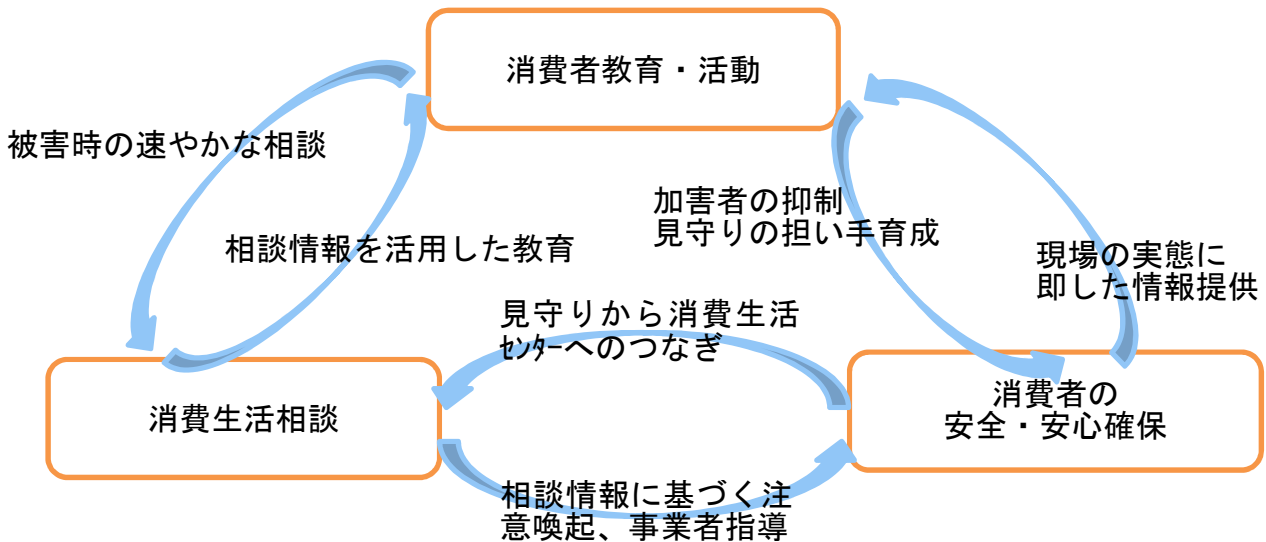 消費者教育・活動
被害時の速やかな相談
相談情報を活用した教育
加害者の抑制
見守りの担い手育成
現場の実態に
即した情報提供
見守りから消費生活
ｾﾝﾀｰへのつなぎ
消費生活相談
消費者の
安全・安心確保
相談情報に基づく注
意喚起、事業者指導